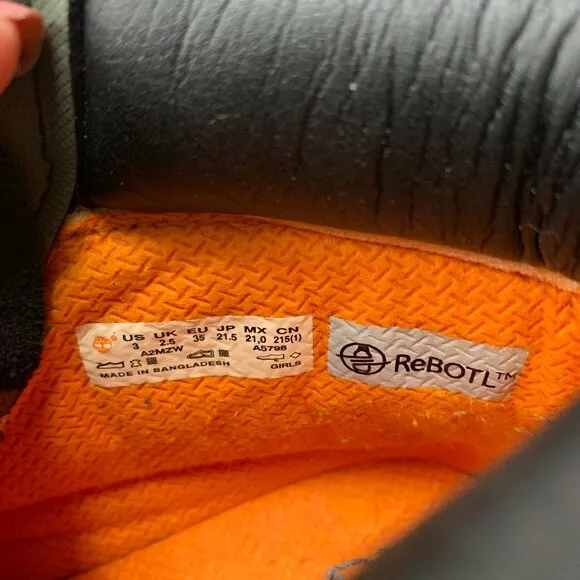 US UK EU JP MX CN
3 2.5 35 21.5 21,0 215(1)
A2MZW A5798
MADE IN BANGLADESH GIRLS
ReBOTL™